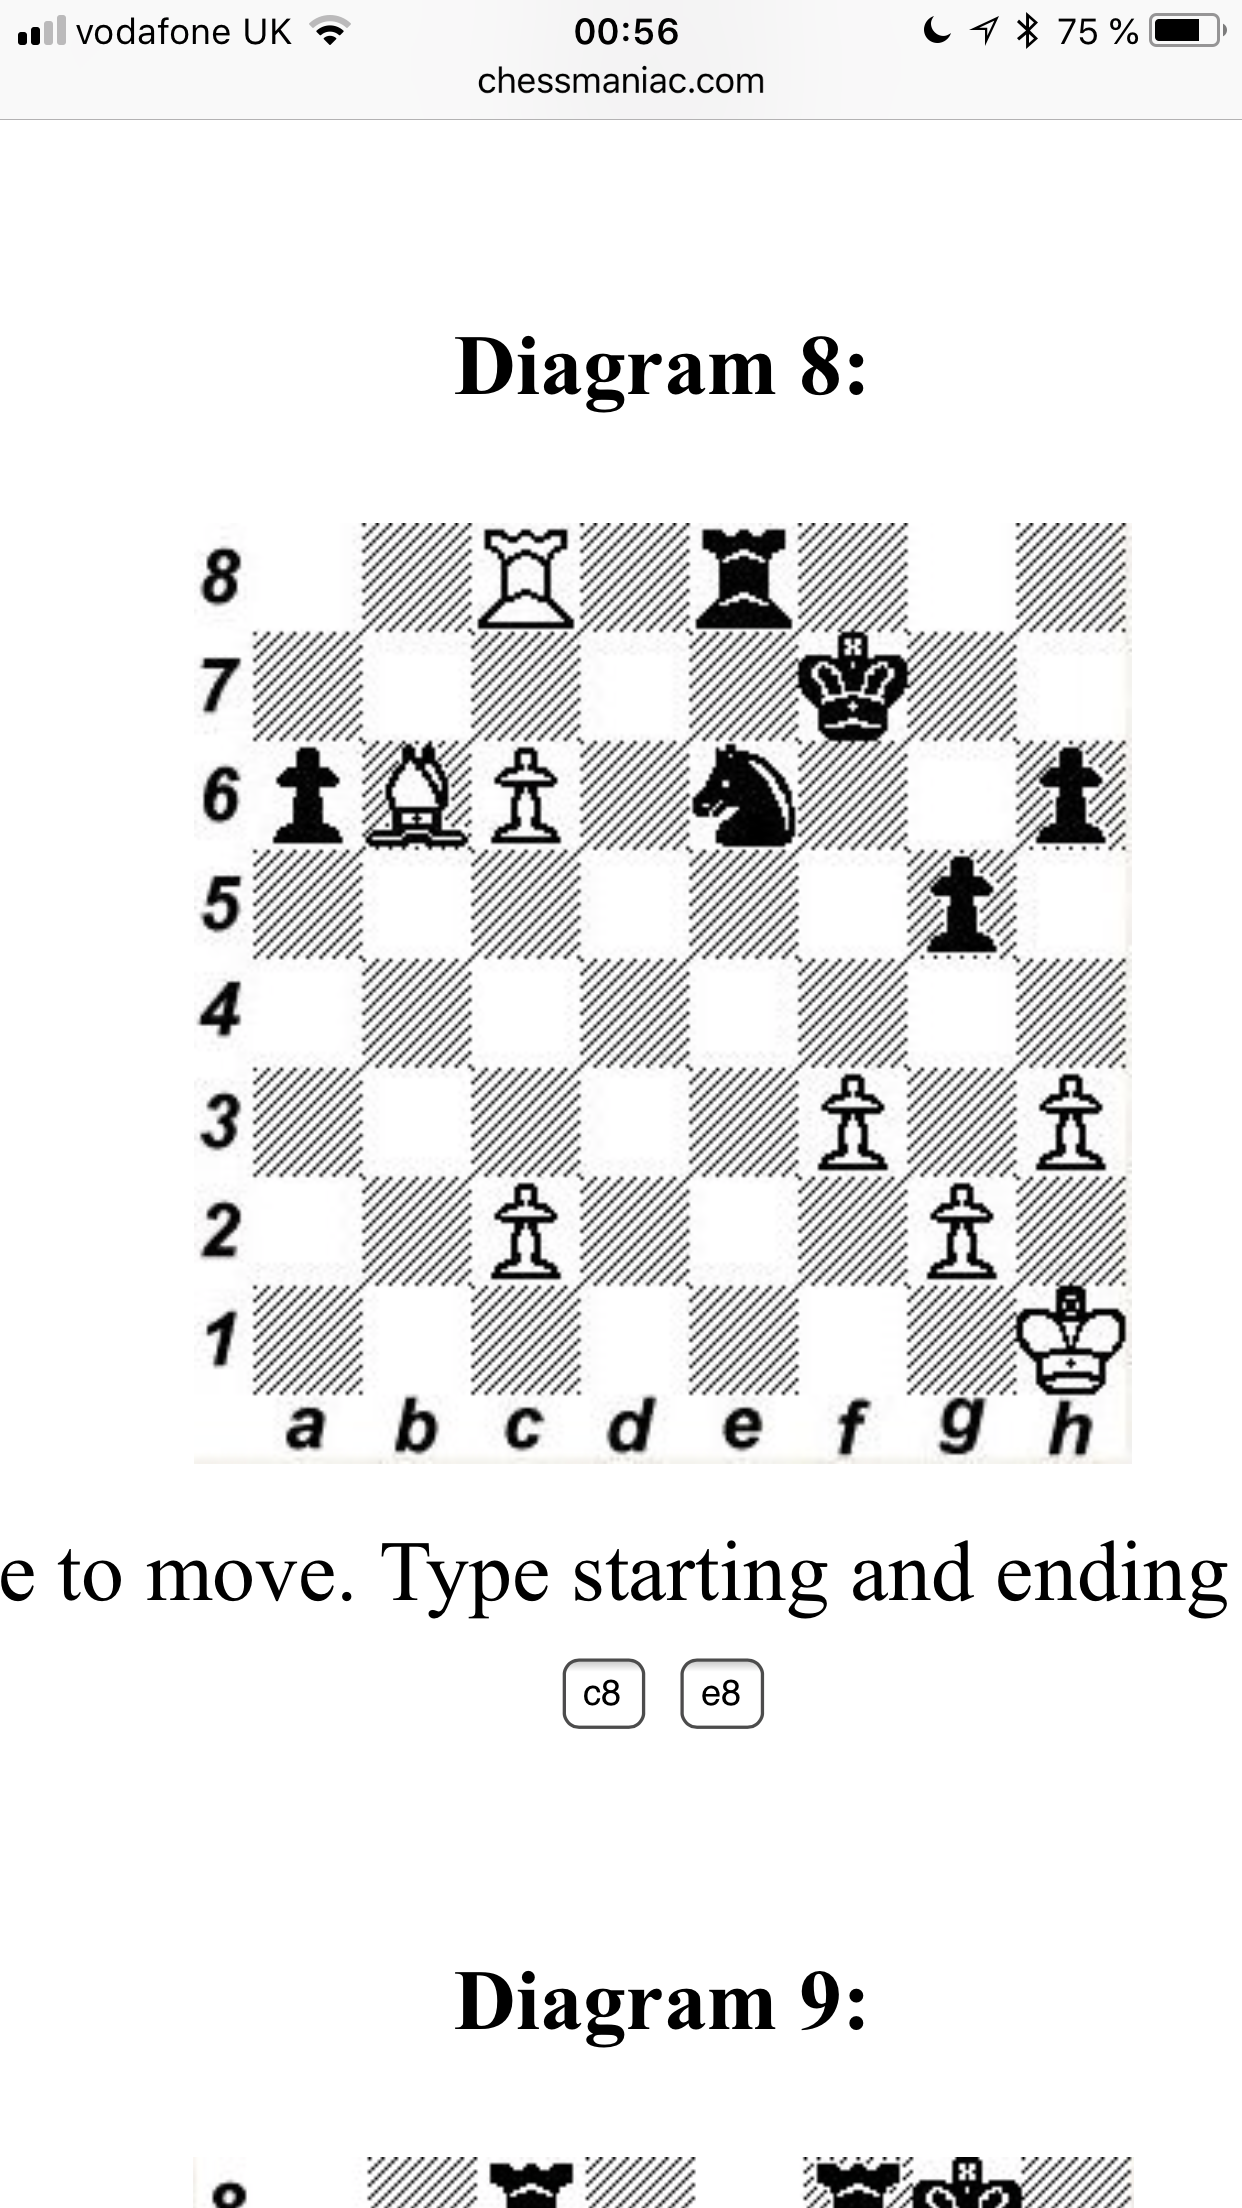 vodafone UK 00:56 75 %
chessmaniac.com
Diagram 8:
8
7
6
5
4
3
2
1
a b c d e f g h
e to move. Type starting and ending
c8 e8
Diagram 9:
8